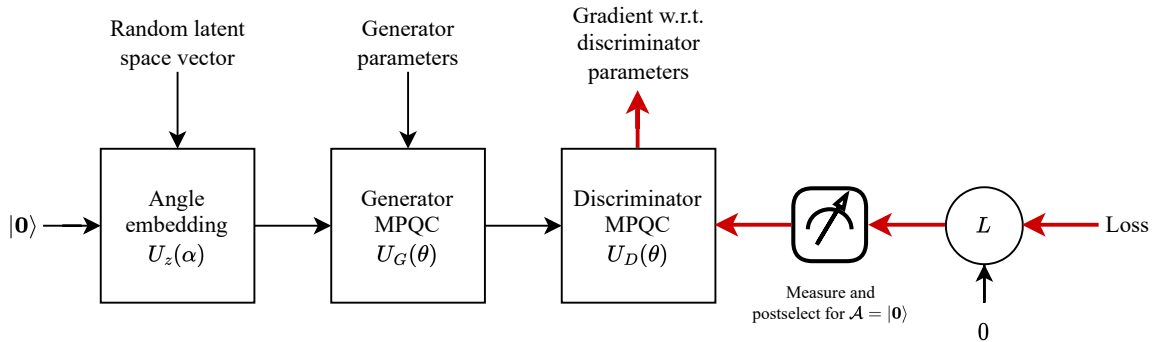 Random latent
space vector
Generator
parameters
Gradient w.r.t.
discriminator
parameters
|𝟎⟩
Angle
embedding
U_z(α)
Generator
MPQC
U_G(θ)
Discriminator
MPQC
U_D(θ)
L
Loss
Measure and
postselect for 𝒜 = |𝟎⟩
0